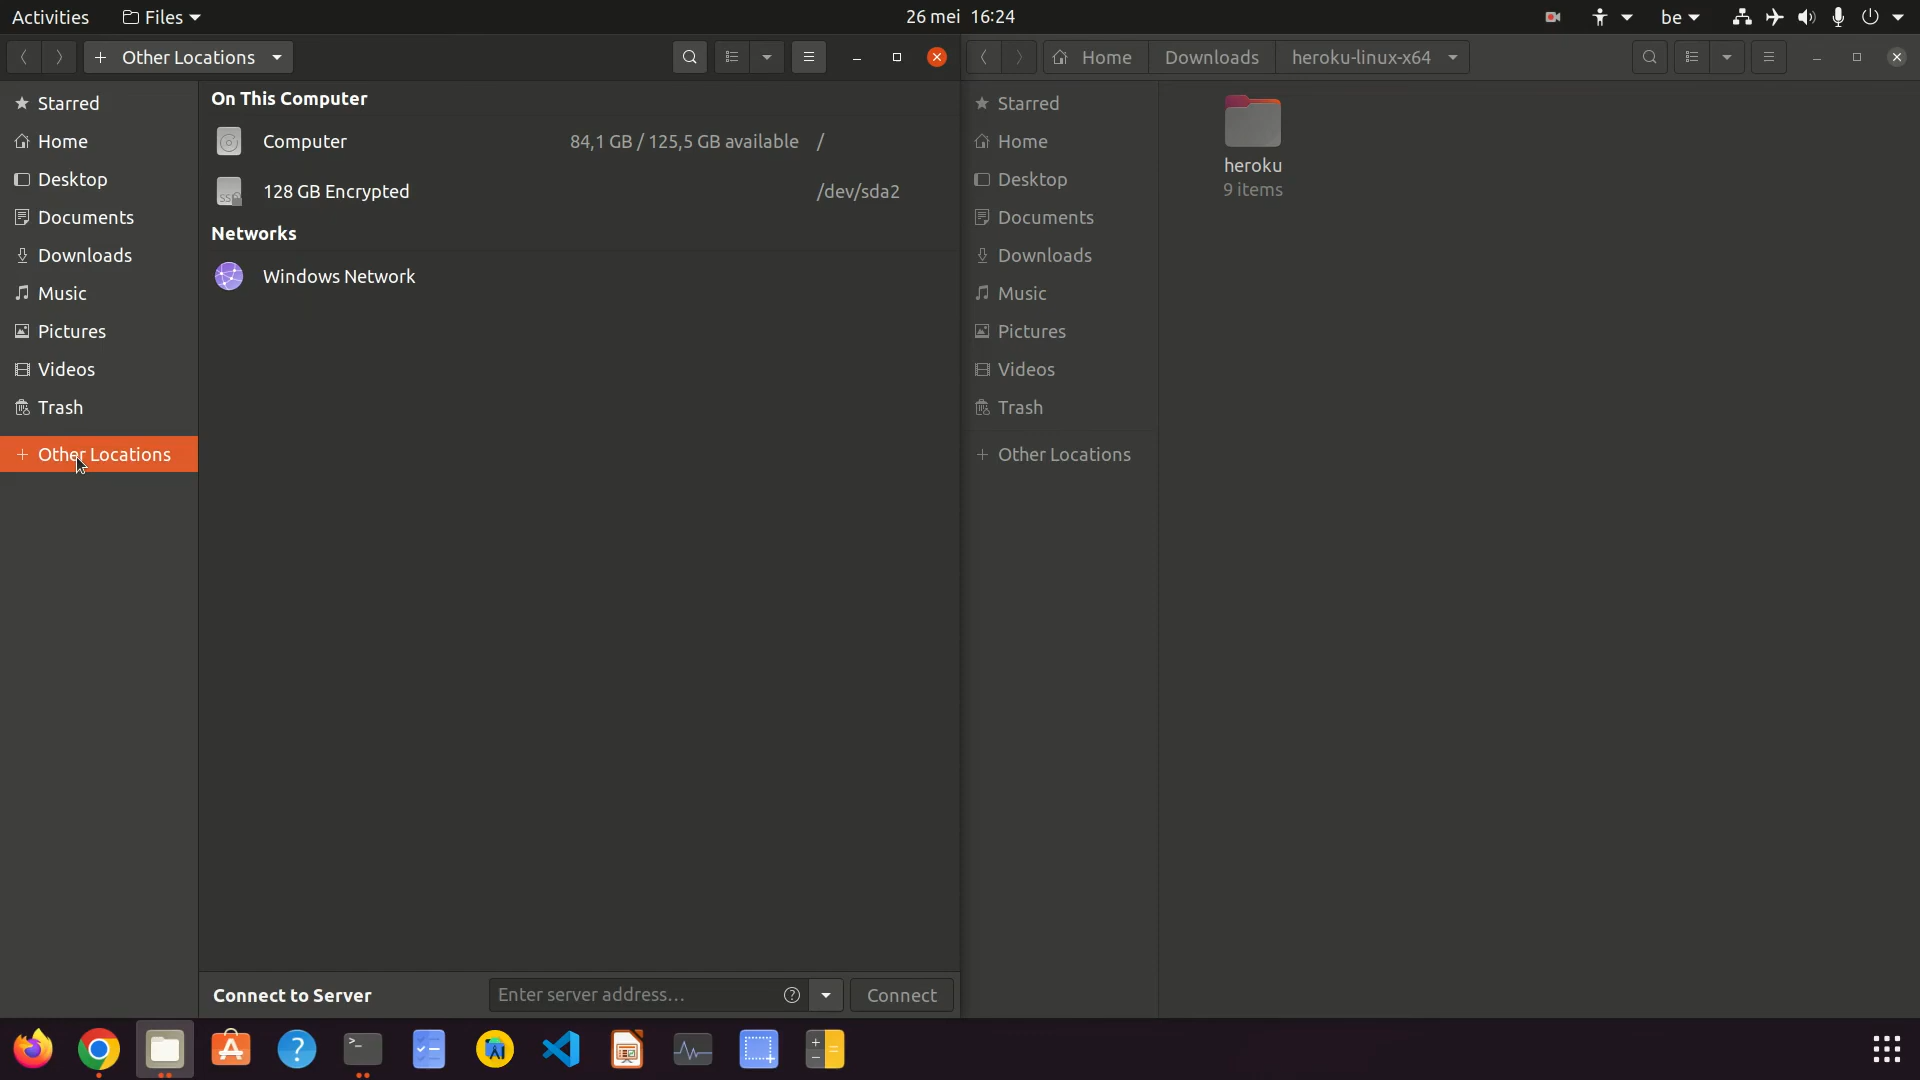 Activities Files 26 mei 16:24 be
Other Locations
Home Downloads heroku-linux-x64
Starred
Home
Desktop
Documents
Downloads
Music
Pictures
Videos
Trash
Other Locations
On This Computer
Computer 84,1 GB / 125,5 GB available /
128 GB Encrypted /dev/sda2
Networks
Windows Network
Connect to Server Enter server address… ? Connect
Starred
Home
Desktop
Documents
Downloads
Music
Pictures
Videos
Trash
Other Locations
heroku
9 items